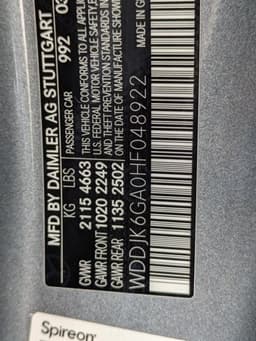 MFD BY DAIMLER AG STUTTGART
992 03
PASSENGER CAR
KG LBS
GVWR 2115 4663
GAWR FRONT 1020 2249
GAWR REAR 1135 2502
THIS VEHICLE CONFORMS TO ALL
U.S. FEDERAL MOTOR VEHICLE SAFETY,
AND THEFT PREVENTION STANDARDS IN
ON THE DATE OF MANUFACTURE SHOW
WDDJK6GA0HF048922
MADE IN
Spireon